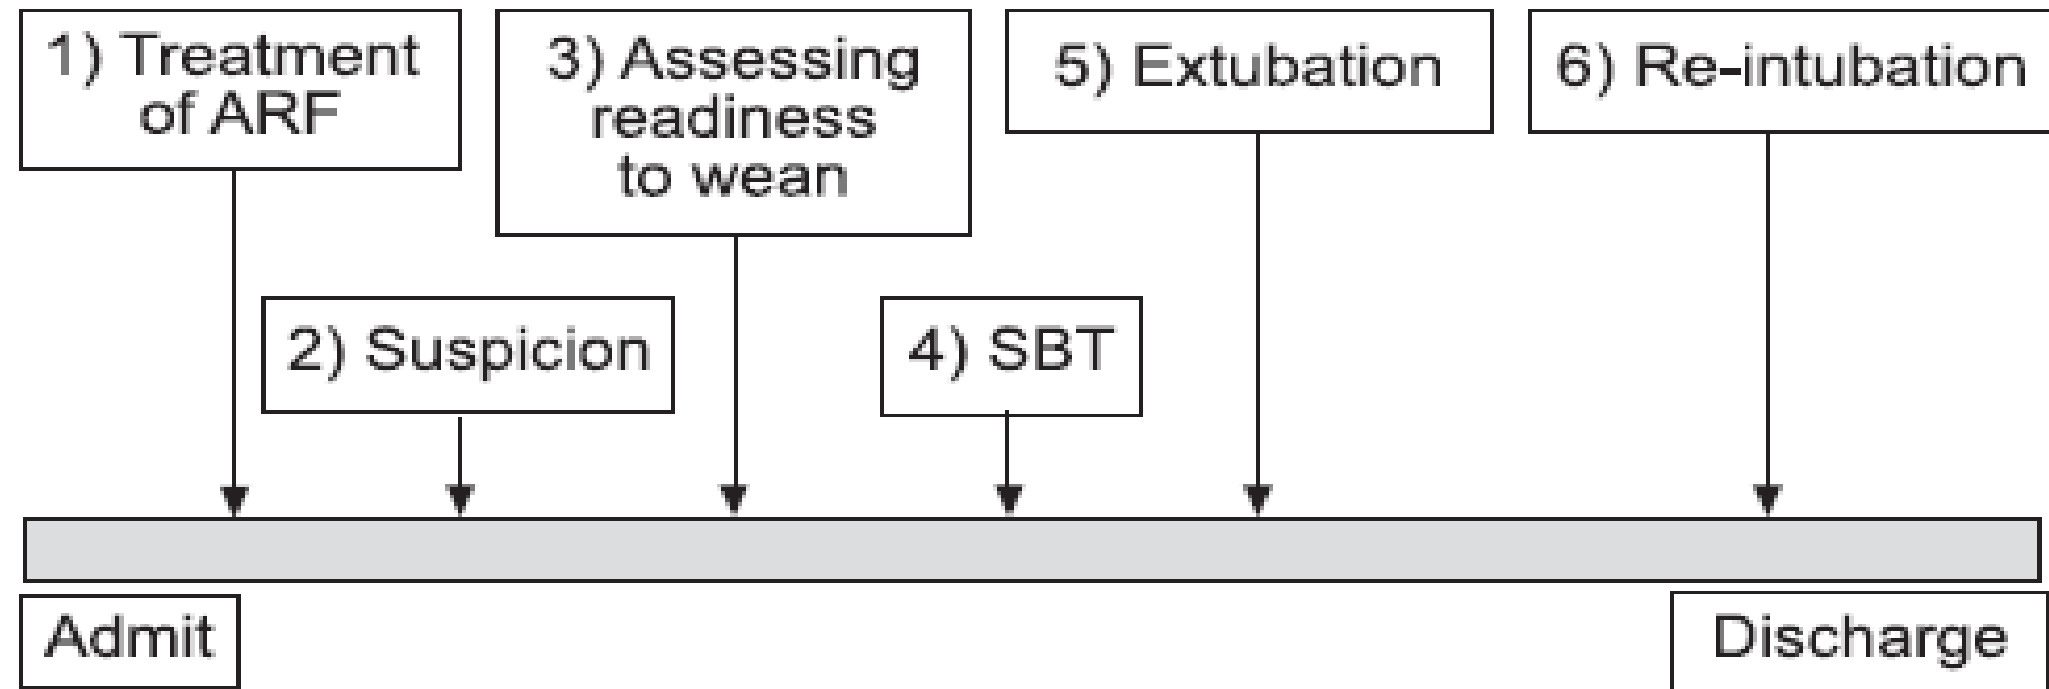 1) Treatment
of ARF
2) Suspicion
3) Assessing
readiness
to wean
4) SBT
5) Extubation
6) Re-intubation
Admit
Discharge